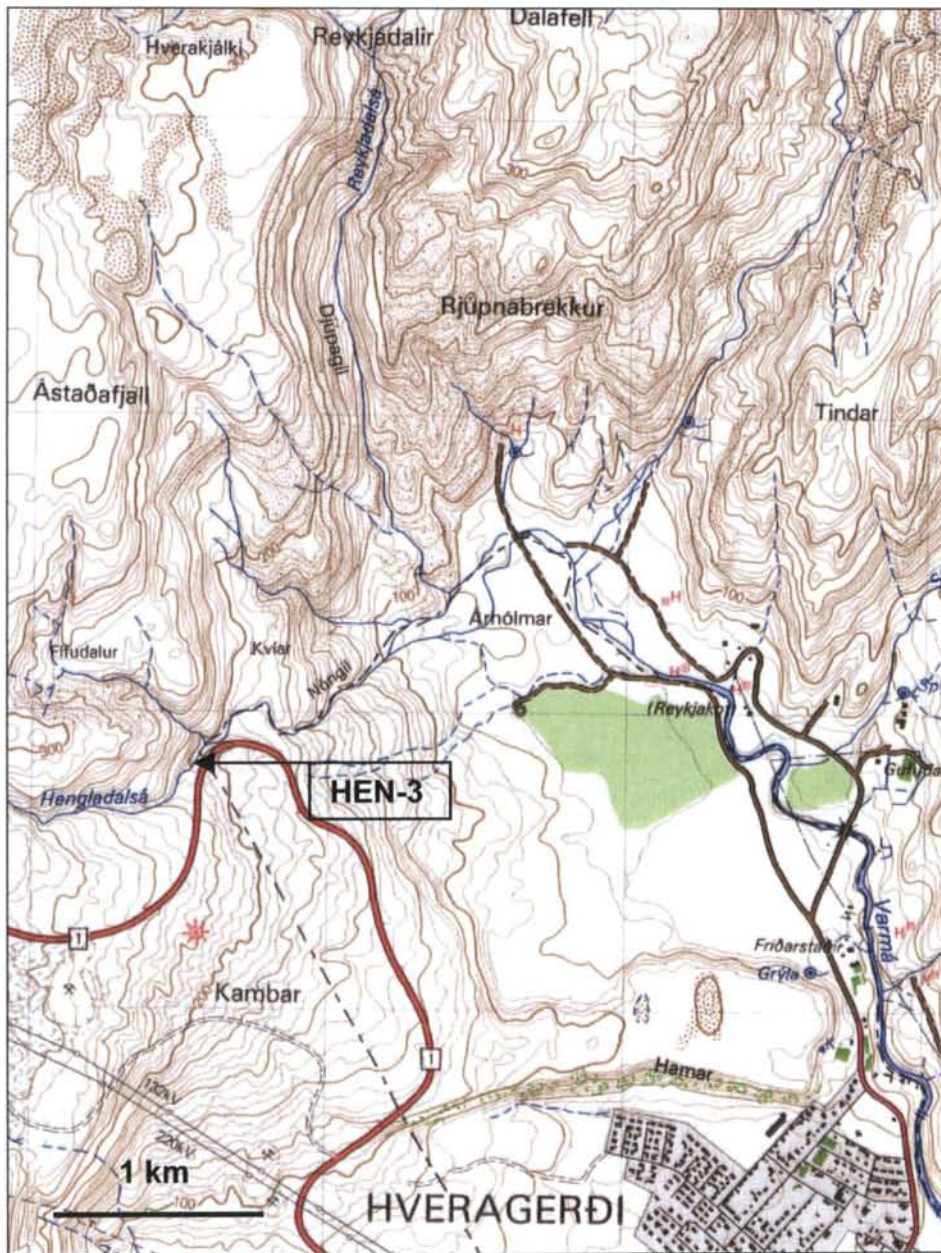 Dalafell
Hverakjálki
Reykjadalir
300
Reykjadalsá
300
Djúpagil
Rjúpnabrekkur
200
Ástaðafjall
Tindar
H
100
100
Árhólmar
Fífudalur
Kvíar
Nóngil
(Reykjakot)
300
Hengladalsá
HEN-3
Varmá
1
Friðarstaðir
Grýla
Kambar
1
Hamar
132kV
220kV
1 km
100
HVERAGERÐI